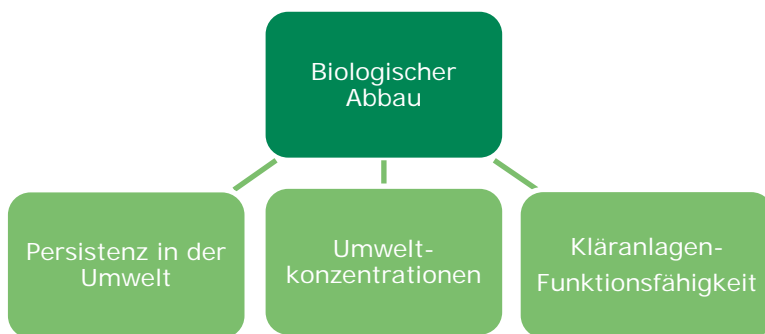 Biologischer
Abbau
Persistenz in der
Umwelt
Umwelt-
konzentrationen
Kläranlagen-
Funktionsfähigkeit